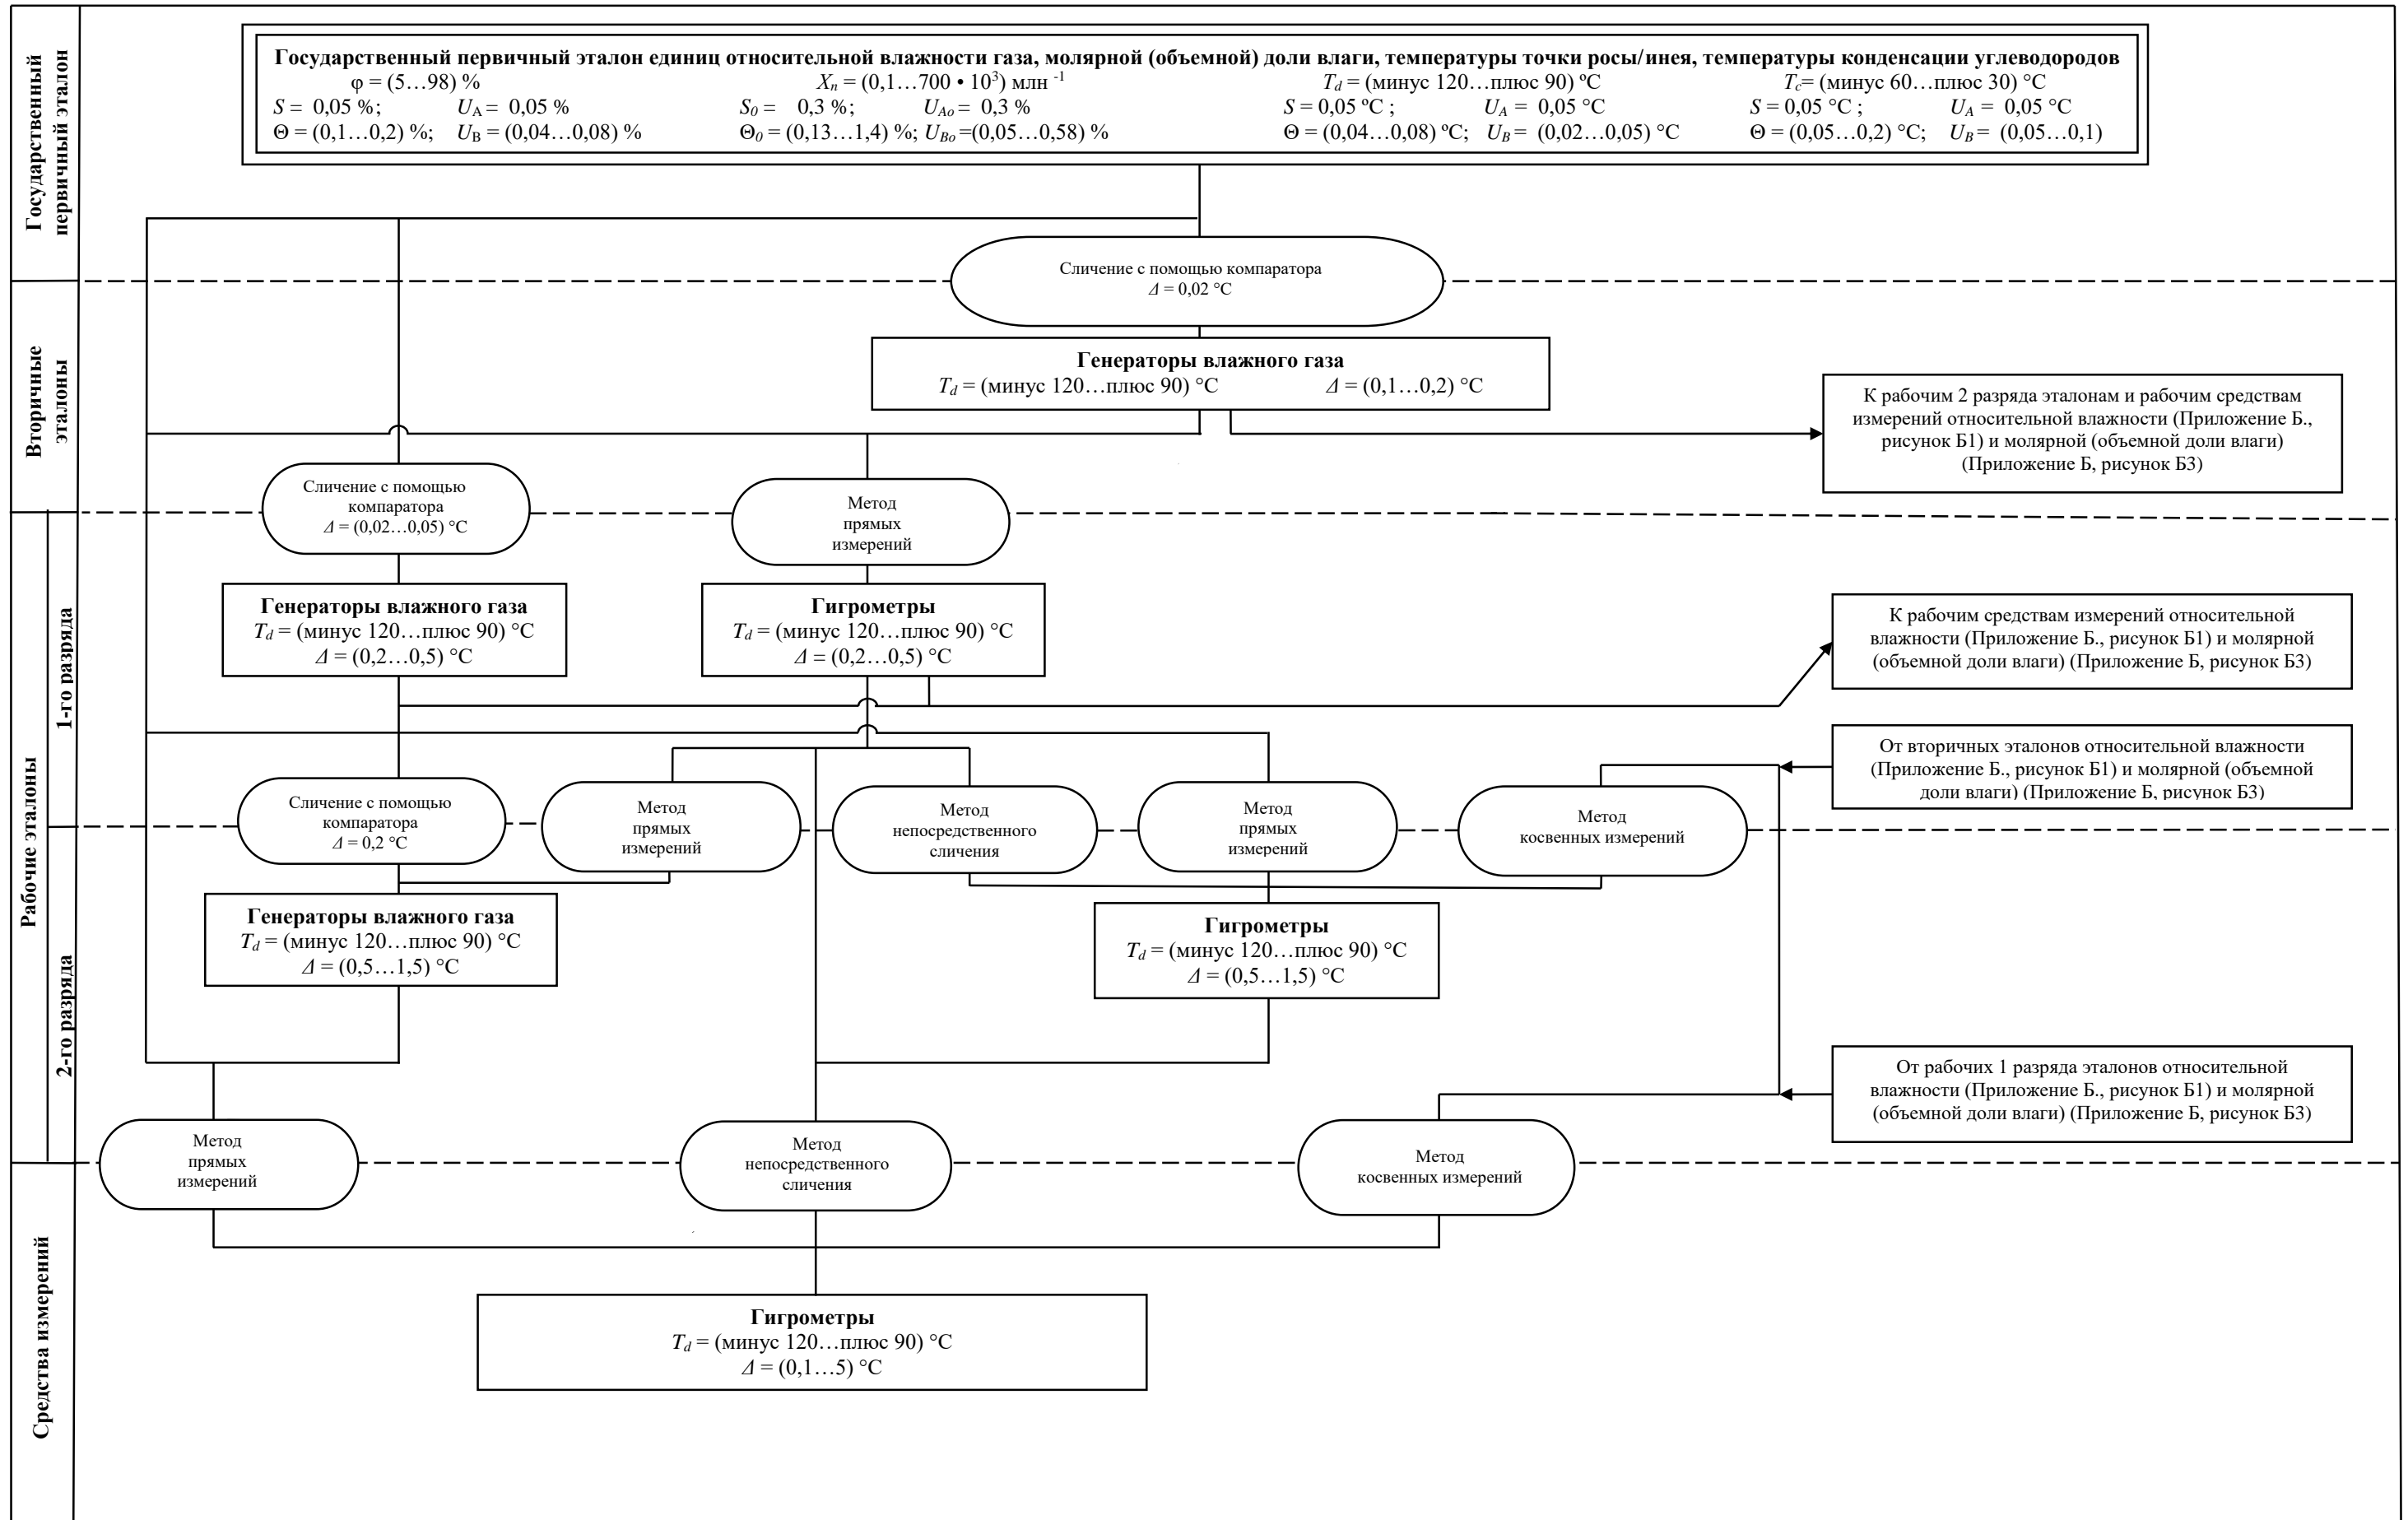 Государственный
первичный эталон
Государственный первичный эталон единиц относительной влажности газа, молярной (объемной) доли влаги, температуры точки росы/инея, температуры конденсации углеводородов
φ = (5…98) % Xn = (0,1…700 • 10³) млн ⁻¹ Td = (минус 120…плюс 90) ºС Tc= (минус 60…плюс 30) °С
S = 0,05 %; UA = 0,05 % S0 = 0,3 %; UAo = 0,3 % S = 0,05 ºС ; UA = 0,05 °С S = 0,05 °С ; UA = 0,05 °С
Θ = (0,1…0,2) %; UB = (0,04…0,08) % Θ0 = (0,13…1,4) %; UBo =(0,05…0,58) % Θ = (0,04…0,08) ºС; UB = (0,02…0,05) °С Θ = (0,05…0,2) °С; UB = (0,05…0,1)
Сличение с помощью компаратора
Δ = 0,02 °С
Вторичные
эталоны
Генераторы влажного газа
Td = (минус 120…плюс 90) °С Δ = (0,1…0,2) °С
К рабочим 2 разряда эталонам и рабочим средствам
измерений относительной влажности (Приложение Б.,
рисунок Б1) и молярной (объемной доли влаги)
(Приложение Б, рисунок Б3)
Сличение с помощью
компаратора
Δ = (0,02…0,05) °С
Метод
прямых
измерений
Рабочие эталоны
1-го разряда
Генераторы влажного газа
Td = (минус 120…плюс 90) °С
Δ = (0,2…0,5) °С
Гигрометры
Td = (минус 120…плюс 90) °С
Δ = (0,2…0,5) °С
К рабочим средствам измерений относительной
влажности (Приложение Б., рисунок Б1) и молярной
(объемной доли влаги) (Приложение Б, рисунок Б3)
От вторичных эталонов относительной влажности
(Приложение Б., рисунок Б1) и молярной (объемной
доли влаги) (Приложение Б, рисунок Б3)
Сличение с помощью
компаратора
Δ = 0,2 °С
Метод
прямых
измерений
Метод
непосредственного
сличения
Метод
прямых
измерений
Метод
косвенных измерений
2-го разряда
Генераторы влажного газа
Td = (минус 120…плюс 90) °С
Δ = (0,5…1,5) °С
Гигрометры
Td = (минус 120…плюс 90) °С
Δ = (0,5…1,5) °С
От рабочих 1 разряда эталонов относительной
влажности (Приложение Б., рисунок Б1) и молярной
(объемной доли влаги) (Приложение Б, рисунок Б3)
Метод
прямых
измерений
Метод
непосредственного
сличения
Метод
косвенных измерений
Средства измерений
Гигрометры
Td = (минус 120…плюс 90) °С
Δ = (0,1…5) °С